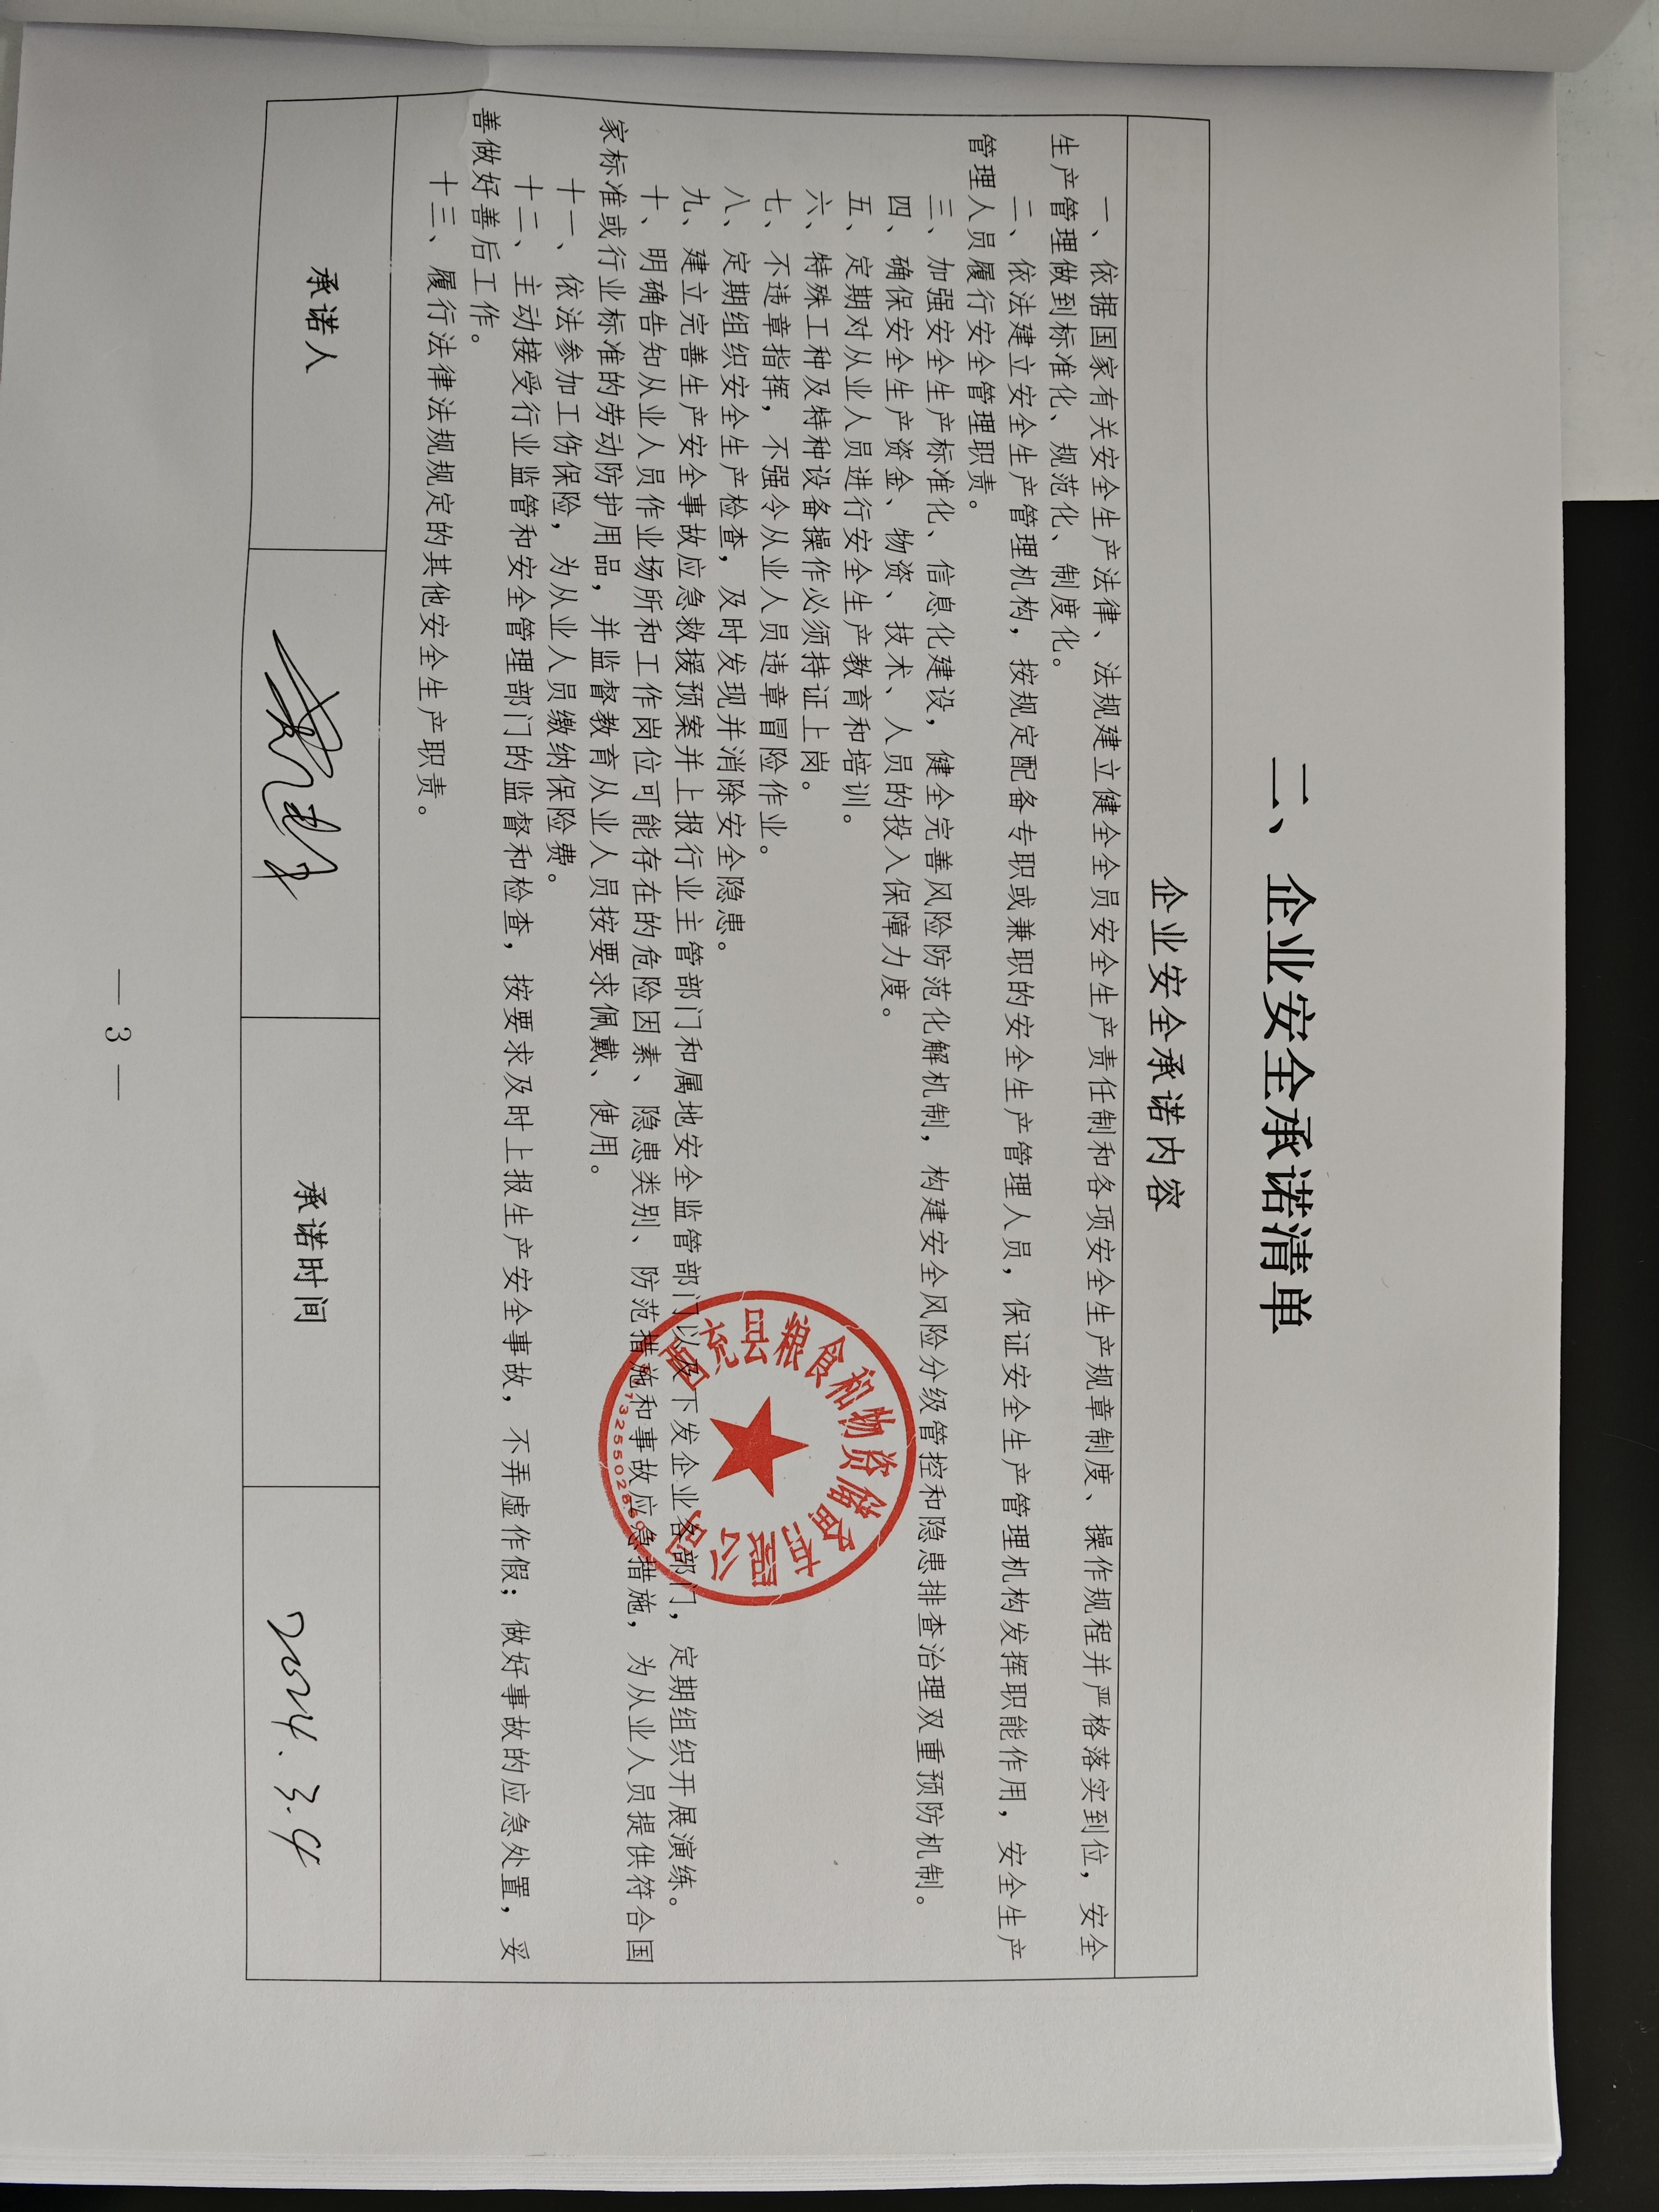 二、企业安全承诺清单
企业安全承诺内容
一、依据国家有关安全生产法律、法规建立健全全员安全生产责任制和各项安全生产规章制度、操作规程并严格落实到位，安全
生产管理做到标准化、规范化、制度化。
二、依法建立安全生产管理机构，按规定配备专职或兼职的安全生产管理人员，保证安全生产管理机构发挥职能作用，安全生产
管理人员履行安全管理职责。
三、加强安全生产标准化、信息化建设，健全完善风险防范化解机制，构建安全风险分级管控和隐患排查治理双重预防机制。
四、确保安全生产资金、物资、技术、人员的投入保障力度。
五、定期对从业人员进行安全生产教育和培训。
六、特殊工种及特种设备操作必须持证上岗。
七、不违章指挥，不强令从业人员违章冒险作业。
八、定期组织安全生产检查，及时发现并消除安全隐患。
九、建立完善生产安全事故应急救援预案并上报行业主管部门和属地安全监管部门以及下发企业各部门，定期组织开展演练。
十、明确告知从业人员作业场所和工作岗位可能存在的危险因素、隐患类别、防范措施和事故应急措施，为从业人员提供符合国
家标准或行业标准的劳动防护用品，并监督教育从业人员按要求佩戴、使用。
十一、依法参加工伤保险，为从业人员缴纳保险费。
十二、主动接受行业监管和安全管理部门的监督和检查，按要求及时上报生产安全事故，不弄虚作假；做好事故的应急处置，妥
善做好善后工作。
十三、履行法律法规规定的其他安全生产职责。
西充县粮食和物资储备有限公司
承诺人
承诺时间
2024.3.4
— 3 —